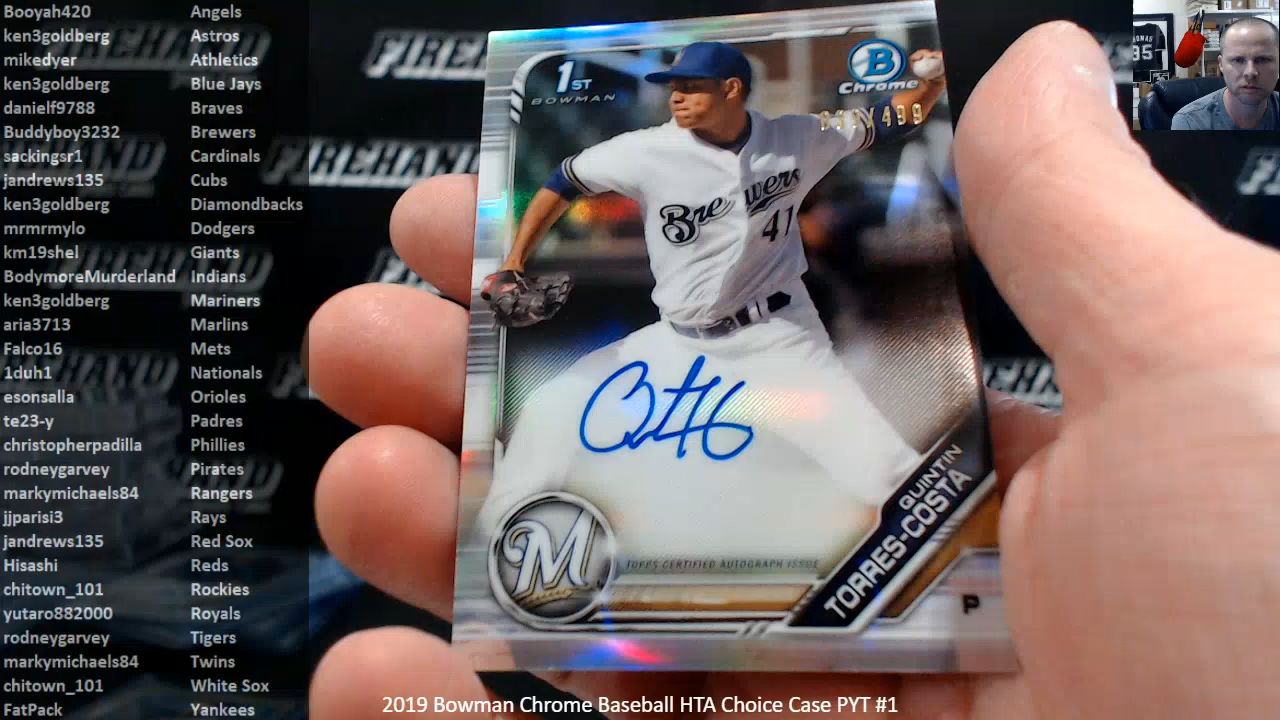 Booyah420 Angels
ken3goldberg Astros
mikedyer Athletics
ken3goldberg Blue Jays
danielf9788 Braves
Buddyboy3232 Brewers
sackingsr1 Cardinals
jandrews135 Cubs
ken3goldberg Diamondbacks
mrmrmylo Dodgers
km19shel Giants
BodymoreMurderland Indians
ken3goldberg Mariners
aria3713 Marlins
Falco16 Mets
1duh1 Nationals
esonsalla Orioles
te23-y Padres
christopherpadilla Phillies
rodneygarvey Pirates
markymichaels84 Rangers
jjparisi3 Rays
jandrews135 Red Sox
Hisashi Reds
chitown_101 Rockies
yutaro882000 Royals
rodneygarvey Tigers
markymichaels84 Twins
chitown_101 White Sox
FatPack Yankees
FIREHAND
1ST
BOWMAN
B
Chrome
/499
Brewers
41
M
TOPPS CERTIFIED AUTOGRAPH ISSUE
QUINTIN
TORRES-COSTA
P
95
2019 Bowman Chrome Baseball HTA Choice Case PYT #1